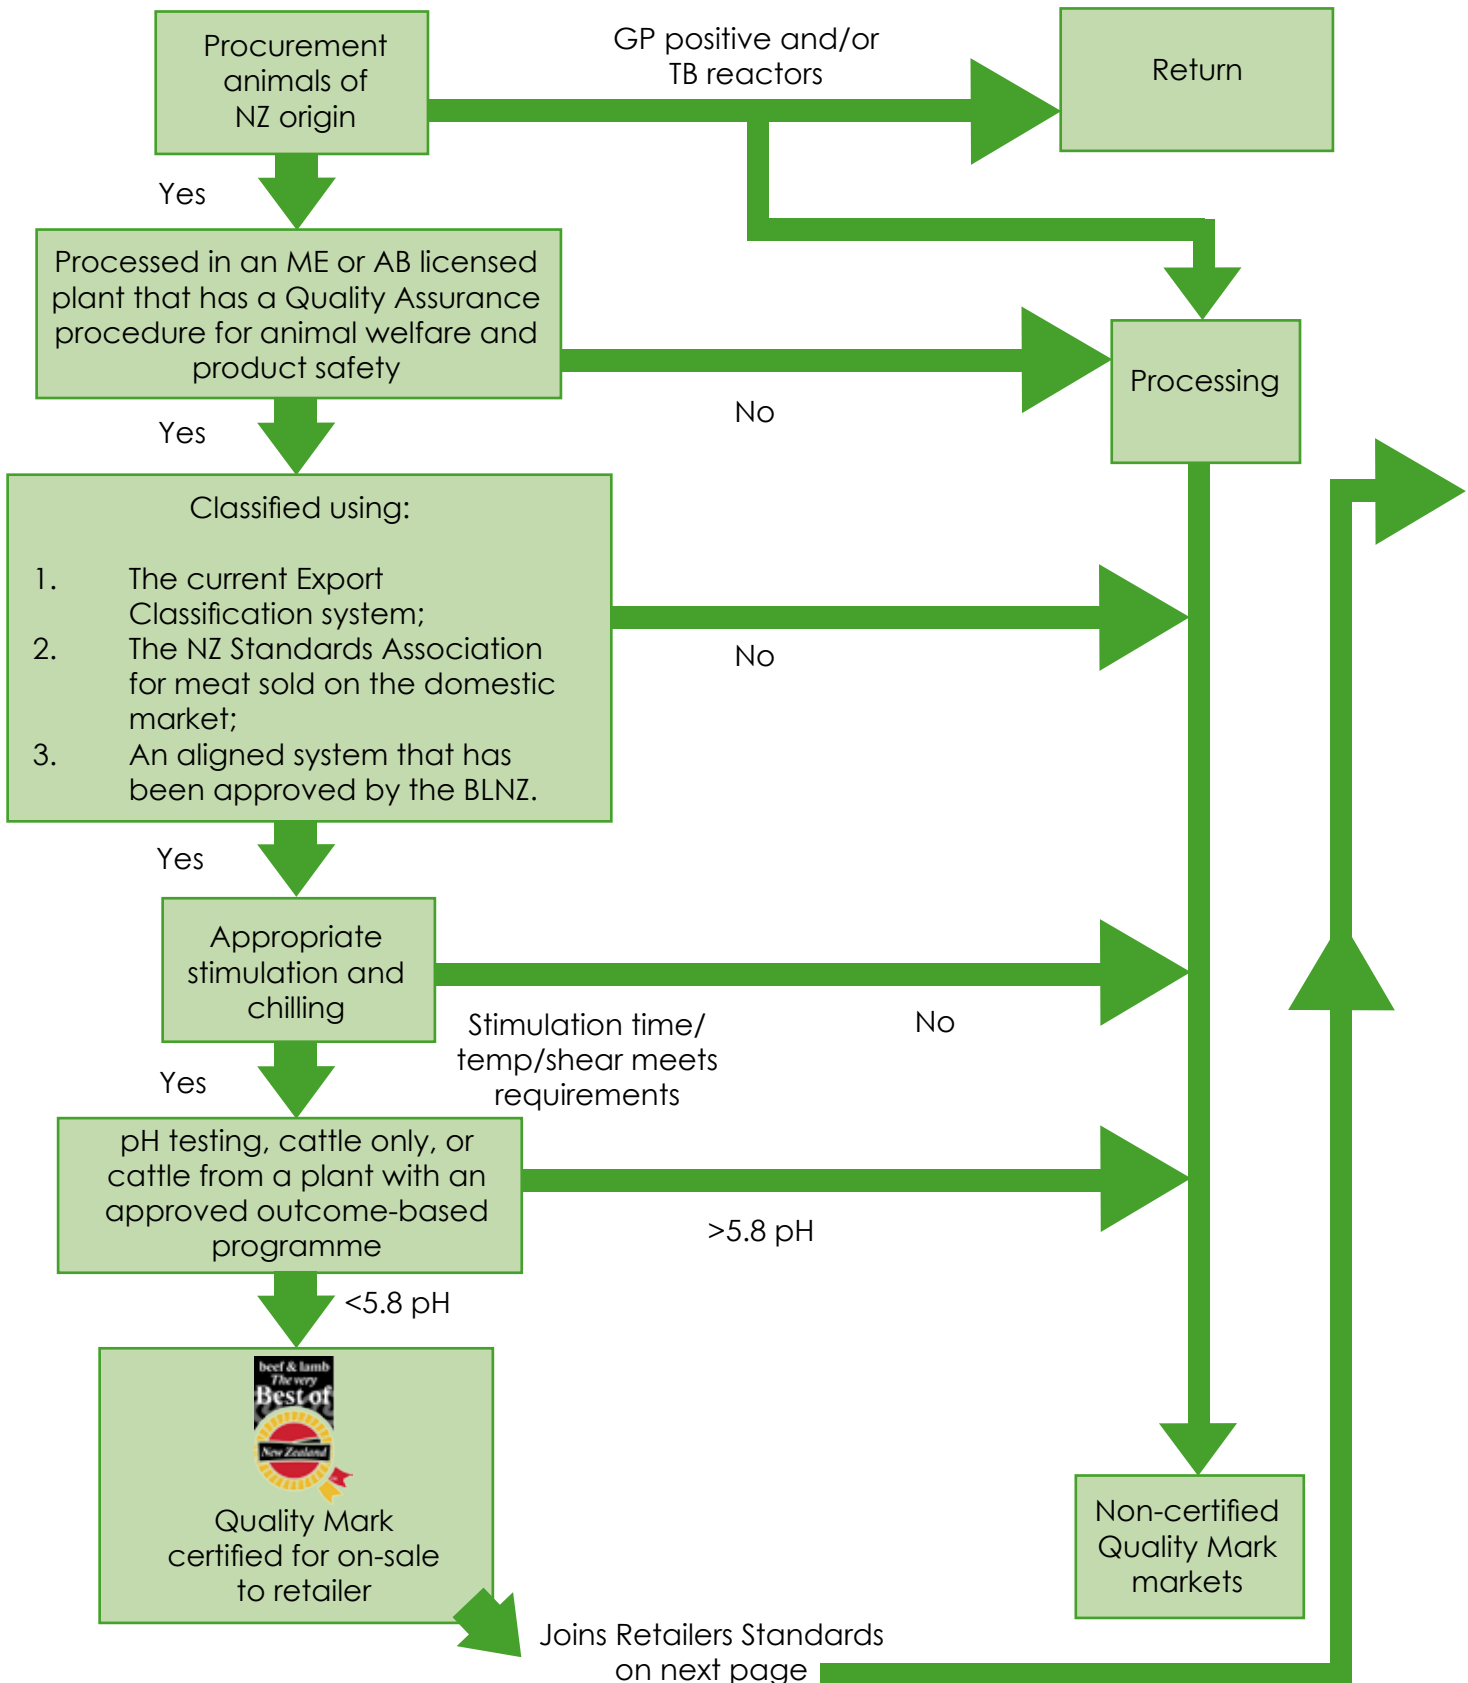 Procurement
animals of
NZ origin
GP positive and/or
TB reactors
Return
Yes
Processed in an ME or AB licensed
plant that has a Quality Assurance
procedure for animal welfare and
product safety
No
Processing
Yes
Classified using:
1. The current Export
Classification system;
2. The NZ Standards Association
for meat sold on the domestic
market;
3. An aligned system that has
been approved by the BLNZ.
No
Yes
Appropriate
stimulation and
chilling
Stimulation time/
temp/shear meets
requirements
No
Yes
pH testing, cattle only, or
cattle from a plant with an
approved outcome-based
programme
>5.8 pH
<5.8 pH
beef & lamb
The very
Best of
New Zealand
Quality Mark
certified for on-sale
to retailer
Non-certified
Quality Mark
markets
Joins Retailers Standards
on next page